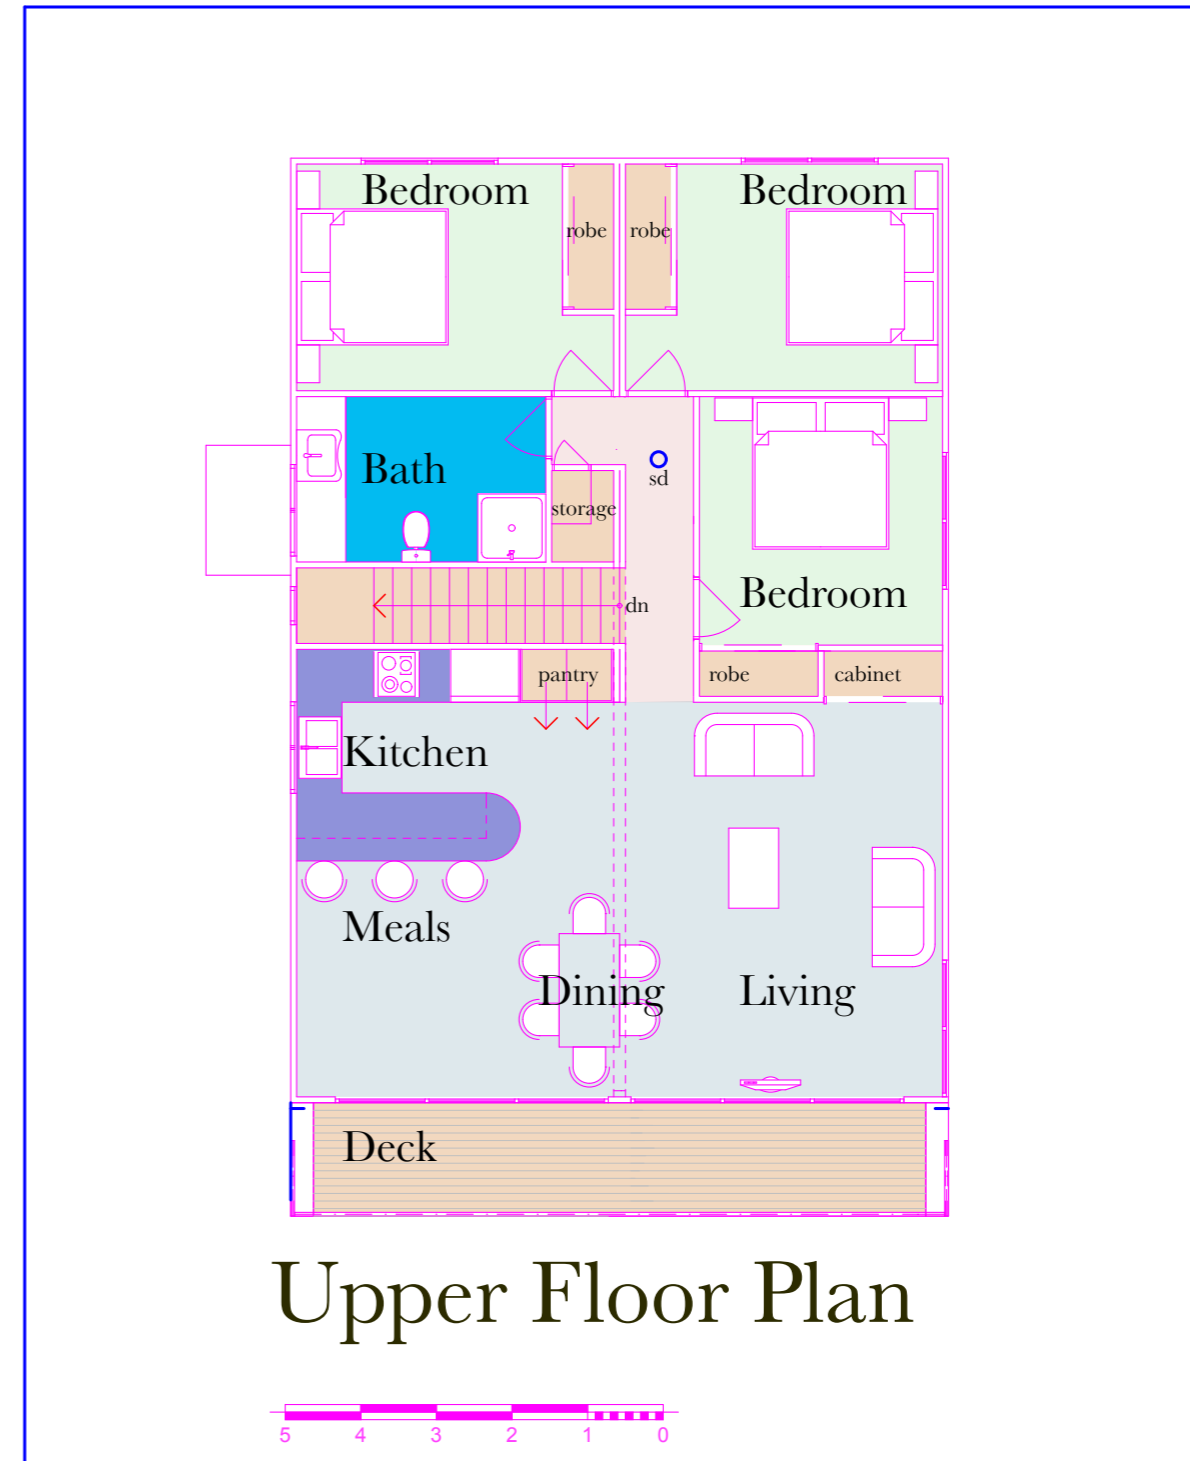 Bedroom
Bedroom
robe
robe
Bath
sd
storage
Bedroom
dn
pantry
robe
cabinet
Kitchen
Meals
Dining
Living
Deck
Upper Floor Plan
5 4 3 2 1 0